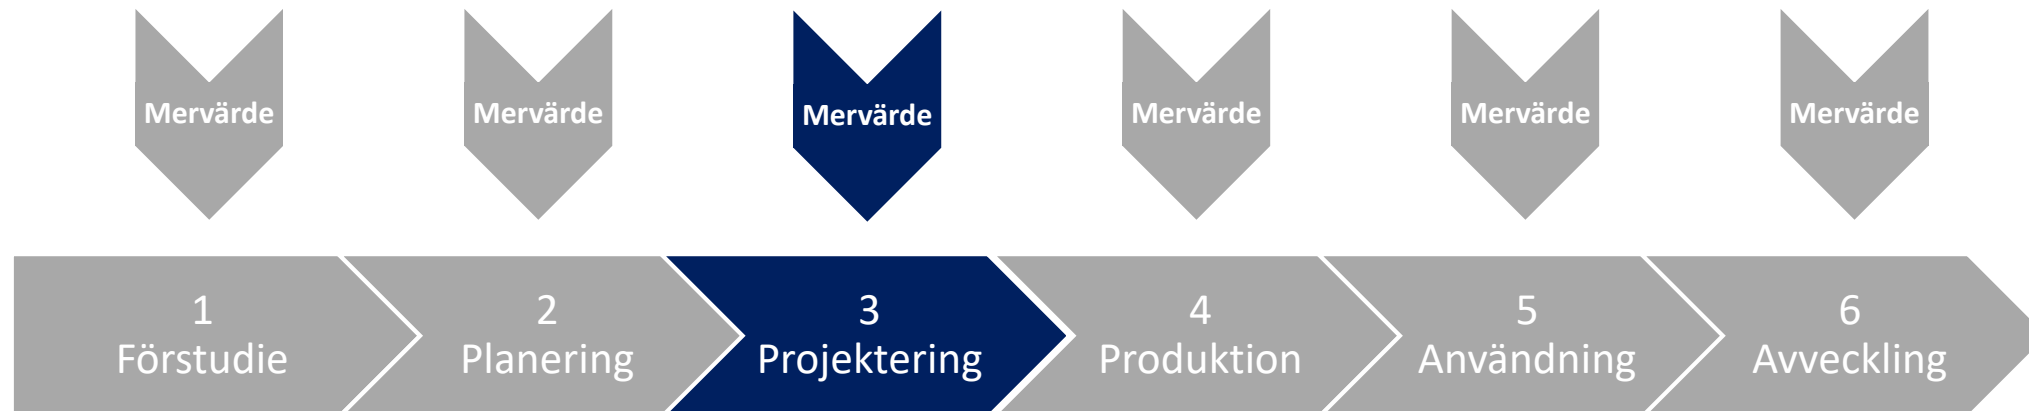 Mervärde
Mervärde
Mervärde
Mervärde
Mervärde
Mervärde
1
Förstudie
2
Planering
3
Projektering
4
Produktion
5
Användning
6
Avveckling